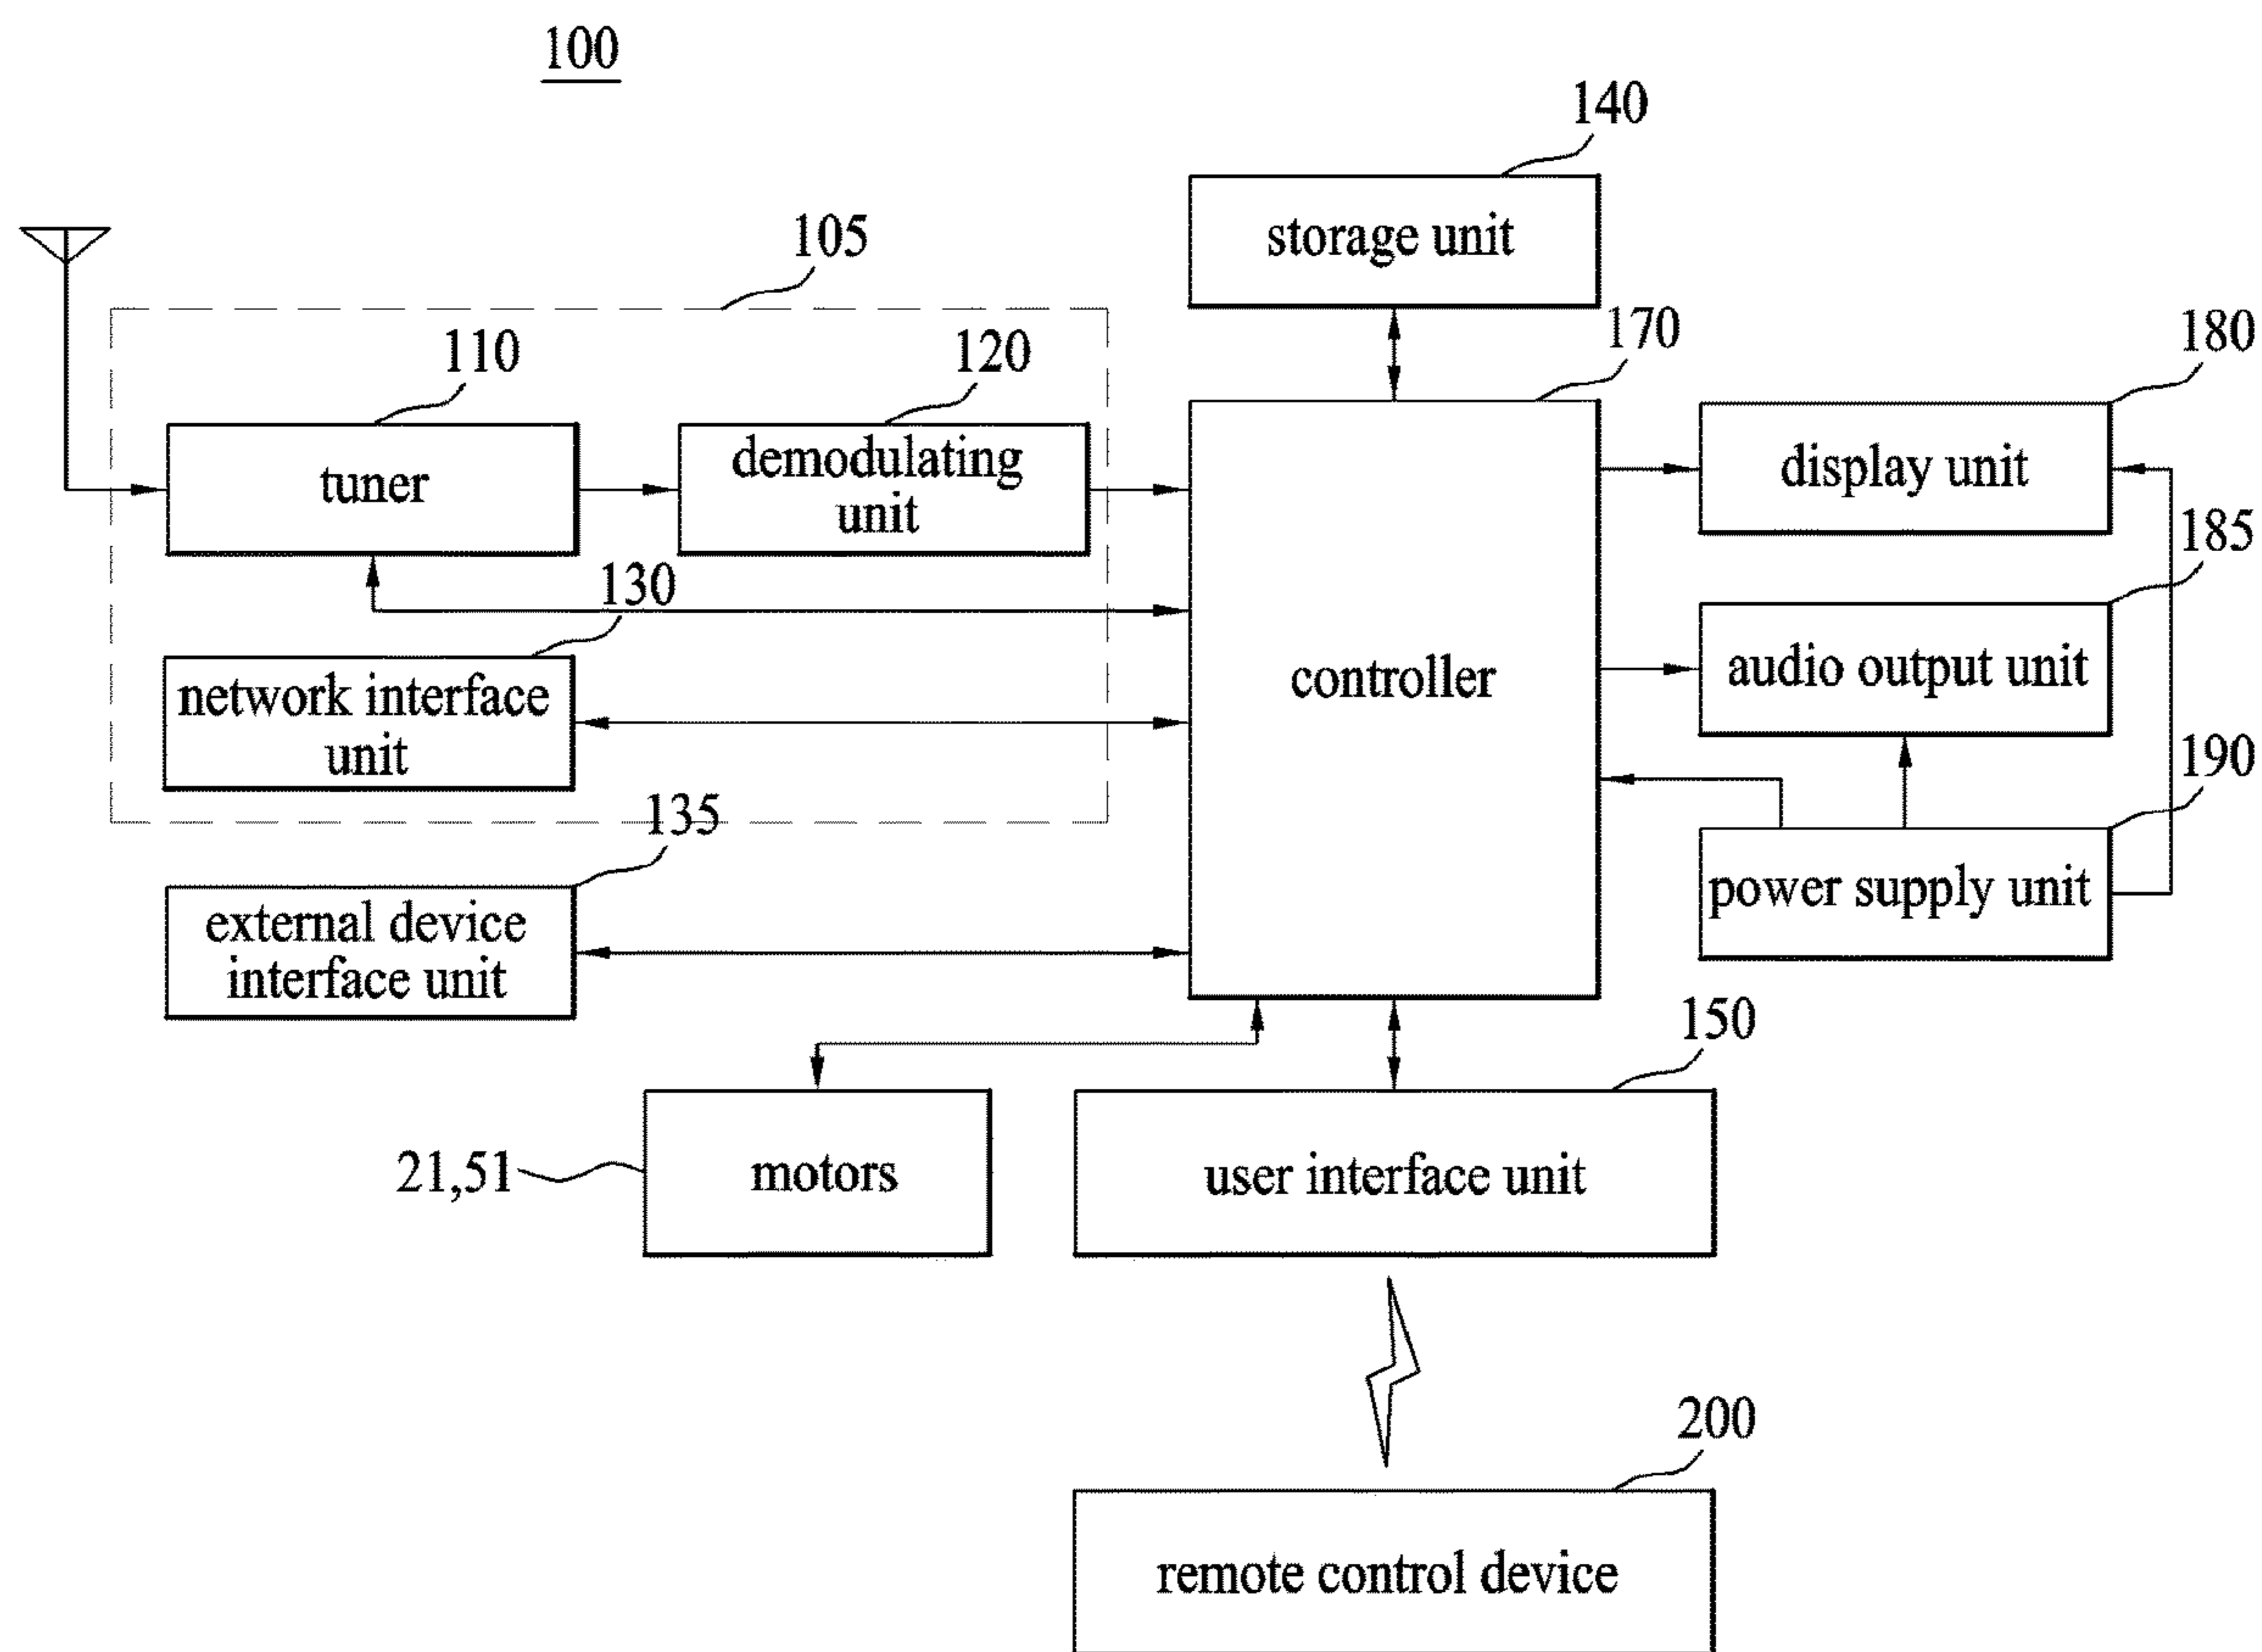 100
140
storage unit
105
170
180
110
120
tuner
demodulating
unit
display unit
185
130
network interface
unit
controller
audio output unit
190
135
external device
interface unit
power supply unit
150
21,51
motors
user interface unit
200
remote control device